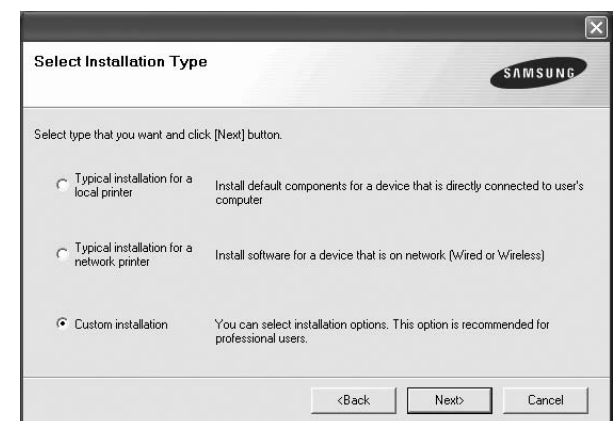 Select Installation Type
SAMSUNG
Select type that you want and click [Next] button.
Typical installation for a
local printer
Install default components for a device that is directly connected to user's
computer
Typical installation for a
network printer
Install software for a device that is on network (Wired or Wireless)
Custom installation
You can select installation options. This option is recommended for
professional users.
<Back
Next>
Cancel